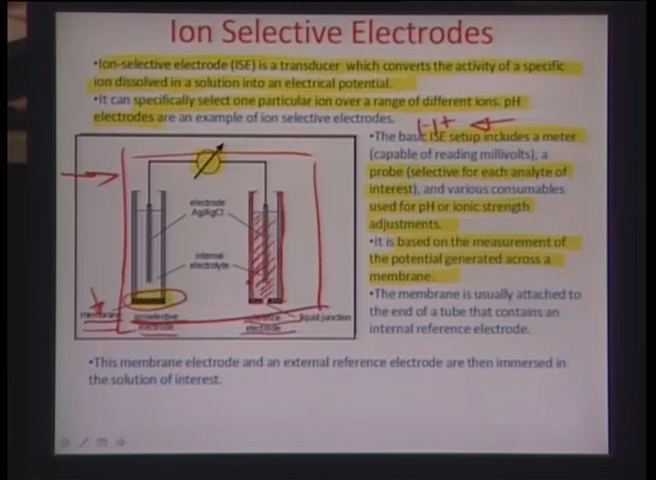 Ion Selective Electrodes
•Ion-selective electrode (ISE) is a transducer which converts the activity of a specific
ion dissolved in a solution into an electrical potential.
•It can specifically select one particular ion over a range of different ions. pH
electrodes are an example of ion selective electrodes.
H+
•The basic ISE setup includes a meter
(capable of reading millivolts), a
probe (selective for each analyte of
interest), and various consumables
used for pH or ionic strength
adjustments.
•It is based on the measurement of
the potential generated across a
membrane.
•The membrane is usually attached to
the end of a tube that contains an
internal reference electrode.
electrode
Ag/AgCl
internal
electrolyte
membrane
liquid junction
electrode
electrode
•This membrane electrode and an external reference electrode are then immersed in
the solution of interest.